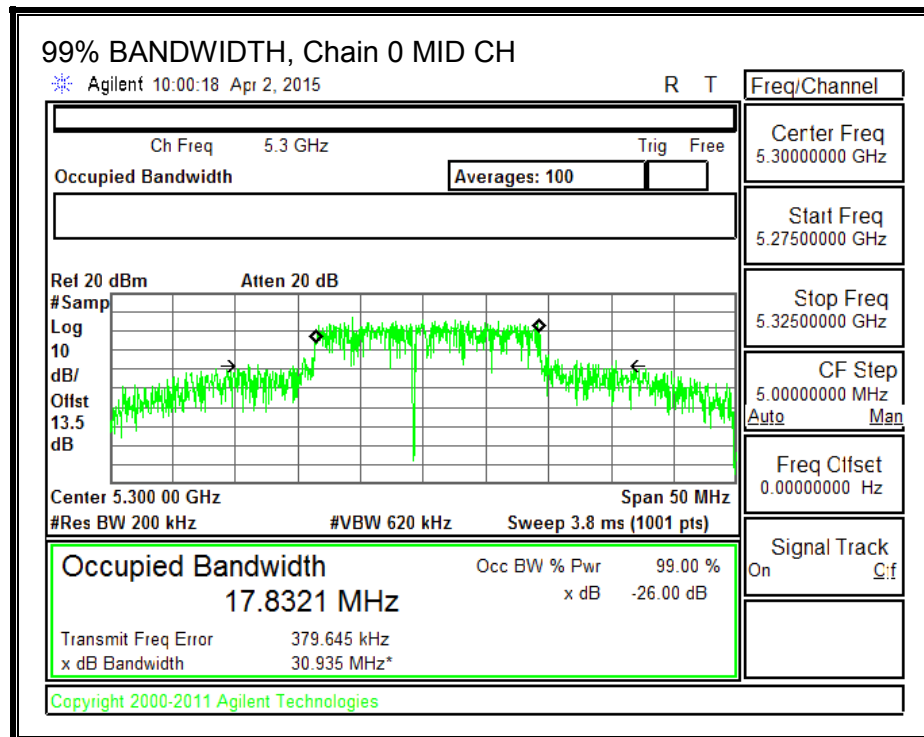 99% BANDWIDTH, Chain 0 MID CH
Agilent 10:00:18 Apr 2, 2015 R T
Freq/Channel
Ch Freq 5.3 GHz Trig Free
Occupied Bandwidth Averages: 100
Center Freq
5.30000000 GHz
Start Freq
5.27500000 GHz
Stop Freq
5.32500000 GHz
CF Step
5.00000000 MHz
Auto Man
Freq Offset
0.00000000 Hz
Signal Track
On Off
Ref 20 dBm Atten 20 dB
#Samp
Log
10
dB/
Offst
13.5
dB
Center 5.300 00 GHz Span 50 MHz
#Res BW 200 kHz #VBW 620 kHz Sweep 3.8 ms (1001 pts)
Occupied Bandwidth Occ BW % Pwr 99.00 %
17.8321 MHz x dB -26.00 dB
Transmit Freq Error 379.645 kHz
x dB Bandwidth 30.935 MHz*
Copyright 2000-2011 Agilent Technologies